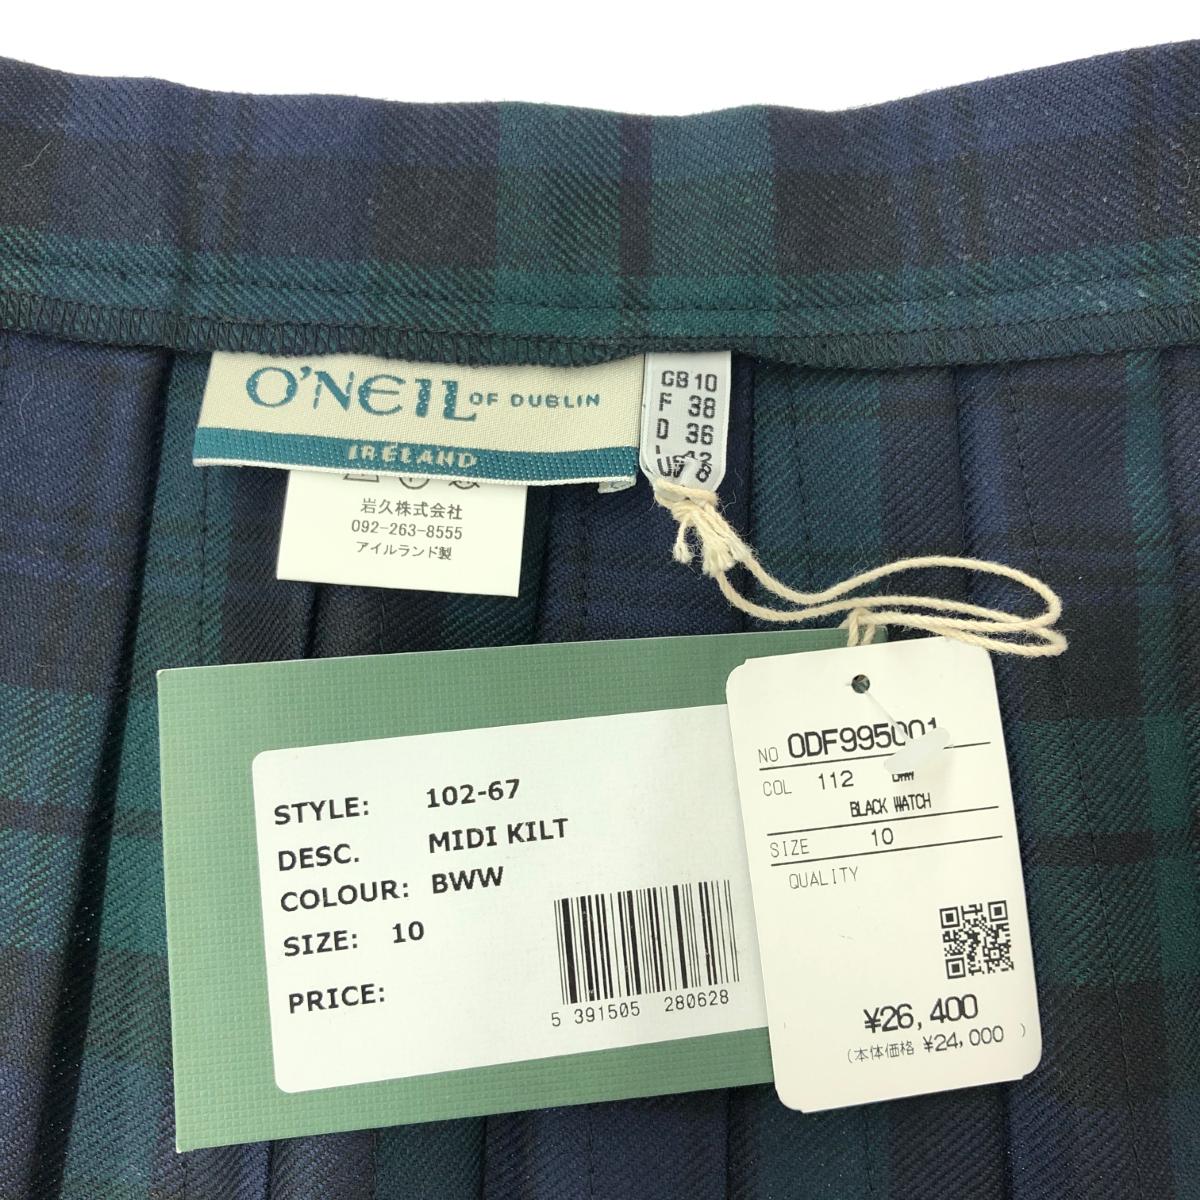 O'NEIL OF DUBLIN
IRELAND
GB 10
F 38
D 36
岩久株式会社
092-263-8555
アイルランド製
STYLE: 102-67
DESC. MIDI KILT
COLOUR: BWW
SIZE: 10
PRICE:
5 391505 280628
NO ODF995001
COL 112
BLACK WATCH
SIZE 10
QUALITY
¥26,400
(本体価格 ¥24,000 )